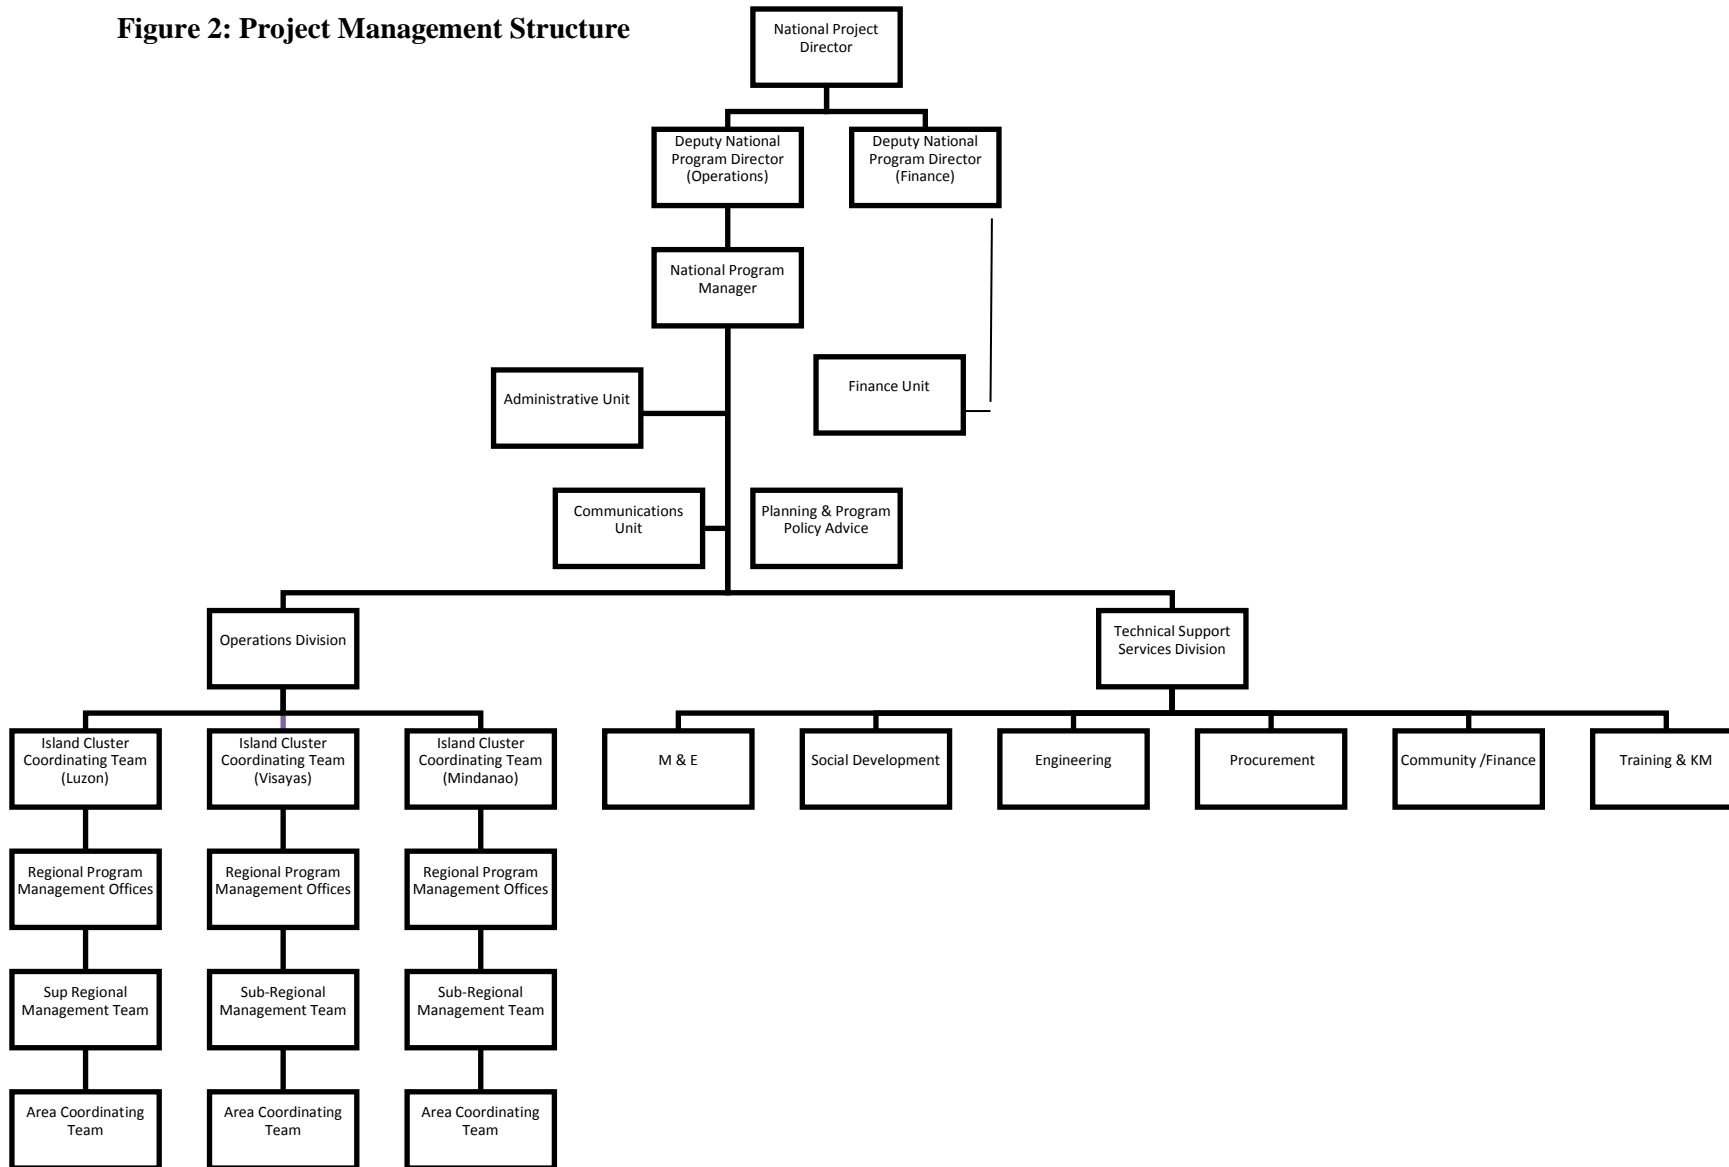 Figure 2: Project Management Structure
National Project
Director
Deputy National
Program Director
(Operations)
Deputy National
Program Director
(Finance)
National Program
Manager
Administrative Unit
Finance Unit
Communications
Unit
Planning & Program
Policy Advice
Operations Division
Technical Support
Services Division
Island Cluster
Coordinating Team
(Luzon)
Island Cluster
Coordinating Team
(Visayas)
Island Cluster
Coordinating Team
(Mindanao)
M & E
Social Development
Engineering
Procurement
Community /Finance
Training & KM
Regional Program
Management Offices
Regional Program
Management Offices
Regional Program
Management Offices
Sup Regional
Management Team
Sub-Regional
Management Team
Sub-Regional
Management Team
Area Coordinating
Team
Area Coordinating
Team
Area Coordinating
Team